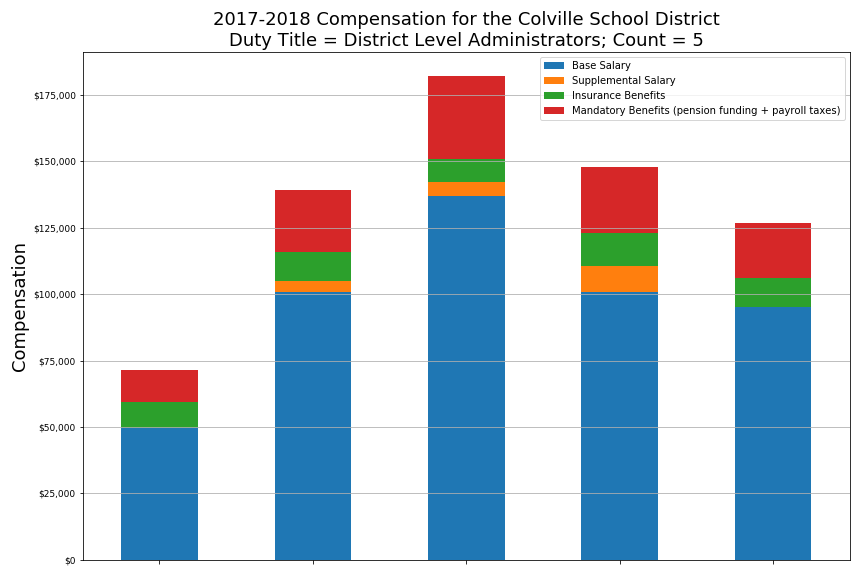 2017-2018 Compensation for the Colville School District
Duty Title = District Level Administrators; Count = 5
Base Salary
Supplemental Salary
Insurance Benefits
Mandatory Benefits (pension funding + payroll taxes)
$175,000
$150,000
$125,000
$100,000
$75,000
$50,000
$25,000
$0
Compensation